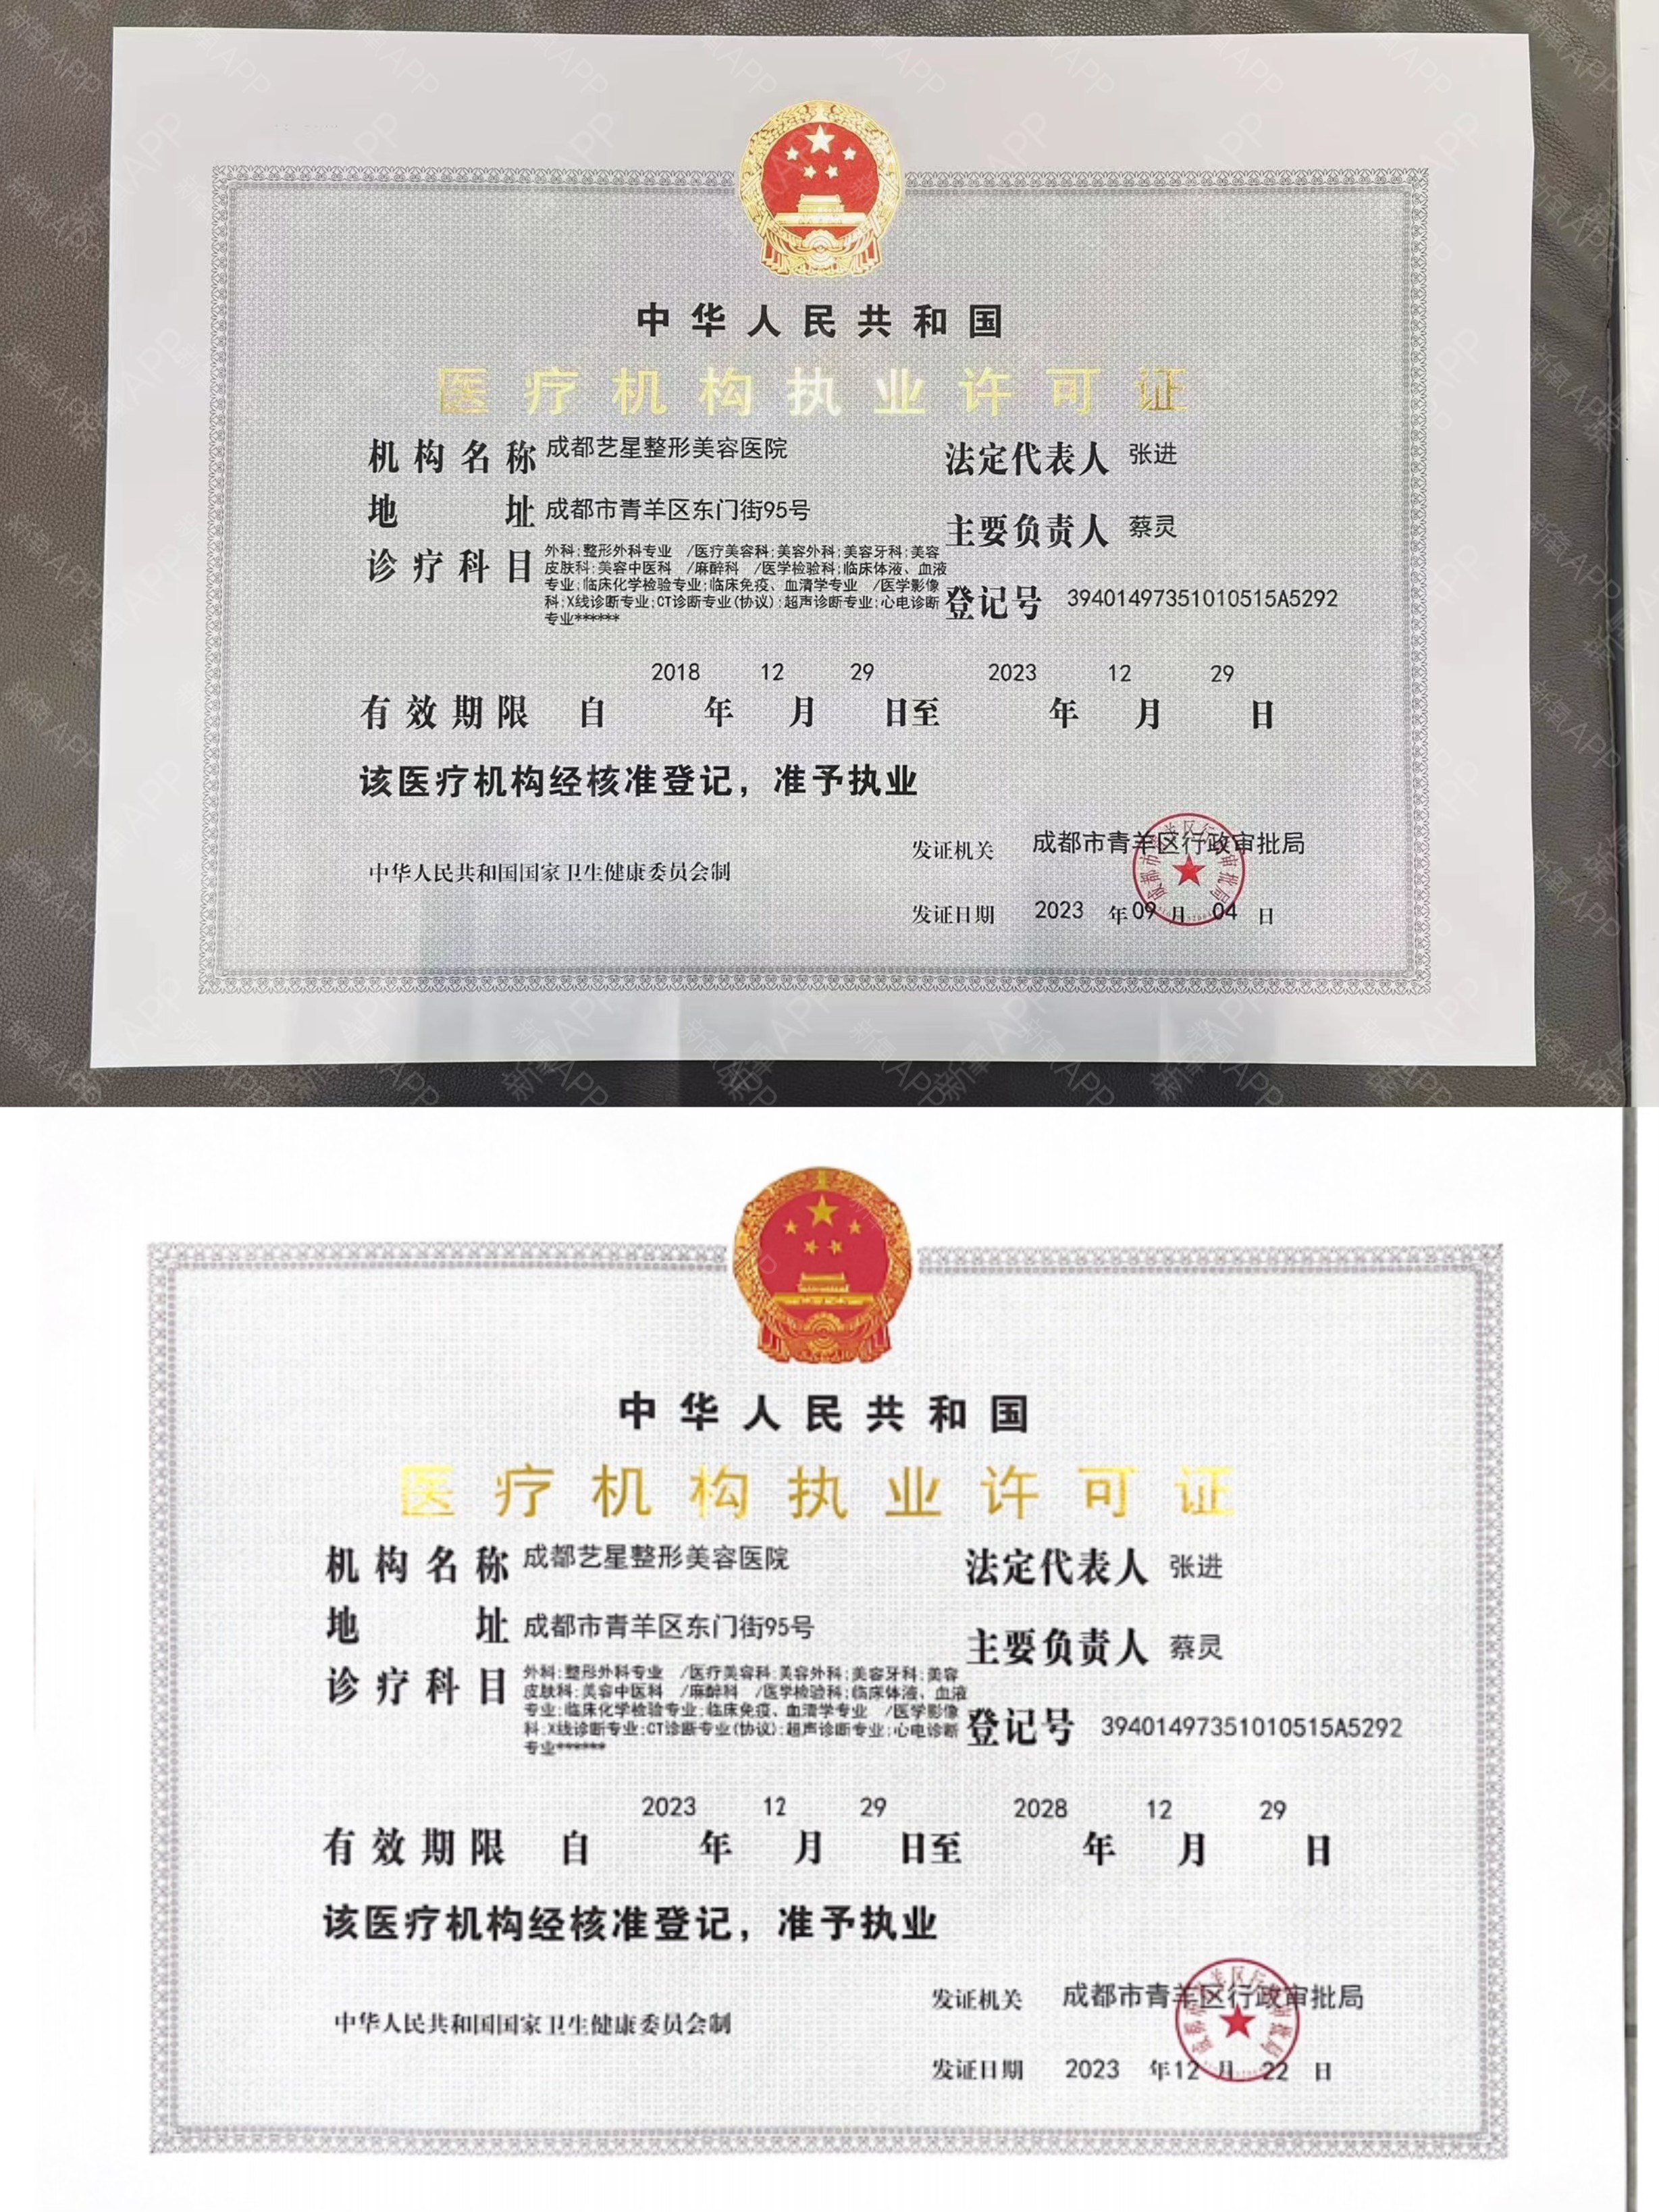 中华人民共和国
医疗机构执业许可证
机构名称 成都艺星整形美容医院
法定代表人 张进
地址 成都市青羊区东门街95号
主要负责人 蔡灵
诊疗科目 外科;整形外科专业 /医疗美容科;美容外科;美容牙科;美容
皮肤科;美容中医科 /麻醉科 /医学检验科;临床体液、血液
专业;临床化学检验专业;临床免疫、血清学专业 /医学影像
科;X线诊断专业;CT诊断专业(协议);超声诊断专业;心电诊断
专业******
登记号 39401497351010515A5292
有效期限 自 2018 年 12 月 29 日至 2023 年 12 月 29 日
该医疗机构经核准登记，准予执业
发证机关 成都市青羊区行政审批局
中华人民共和国国家卫生健康委员会制
发证日期 2023 年 09 月 04 日
中华人民共和国
医疗机构执业许可证
机构名称 成都艺星整形美容医院
法定代表人 张进
地址 成都市青羊区东门街95号
主要负责人 蔡灵
诊疗科目 外科;整形外科专业 /医疗美容科;美容外科;美容牙科;美容
皮肤科;美容中医科 /麻醉科 /医学检验科;临床体液、血液
专业;临床化学检验专业;临床免疫、血清学专业 /医学影像
科;X线诊断专业;CT诊断专业(协议);超声诊断专业;心电诊断
专业******
登记号 39401497351010515A5292
有效期限 自 2023 年 12 月 29 日至 2028 年 12 月 29 日
该医疗机构经核准登记，准予执业
发证机关 成都市青羊区行政审批局
中华人民共和国国家卫生健康委员会制
发证日期 2023 年 12 月 22 日
新氧APP